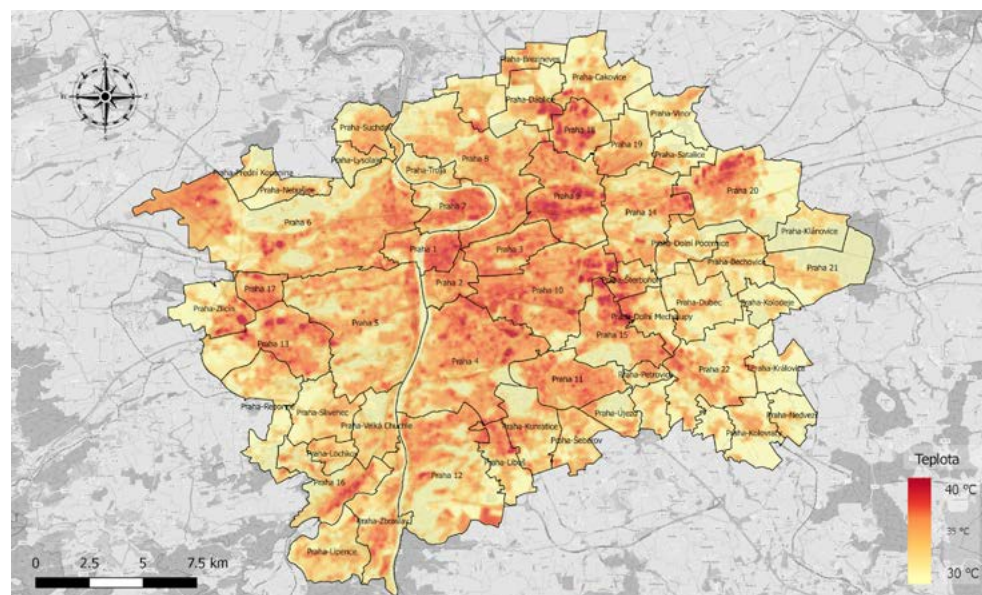 Praha-Březiněves
Praha-Čakovice
Praha-Ďáblice
Praha-Vinoř
Praha 18
Praha-Suchdol
Praha 19
Praha-Satalice
Praha-Lysolaje
Praha 8
Praha-Troja
Praha-Přední Kopanina
Praha-Nebušice
Praha 20
Praha 9
Praha 7
Praha 14
Praha 6
Praha-Klánovice
Praha 1
Praha 3
Praha-Dolní Počernice
Praha-Běchovice
Praha 21
Praha 2
Praha 17
Praha 10
Praha-Štěrboholy
Praha-Dubeč
Praha-Koloděje
Praha-Zličín
Praha-Dolní Měcholupy
Praha 5
Praha 15
Praha 13
Praha 4
Praha 22
Praha-Královice
Praha-Petrovice
Praha 11
Praha-Řeporyje
Praha-Slivenec
Praha-Újezd
Praha-Nedvězí
Praha-Velká Chuchle
Praha-Kunratice
Praha-Kolovraty
Praha-Šeberov
Praha-Lochkov
Praha-Libuš
Praha 12
Praha 16
Praha-Zbraslav
Praha-Lipence
Teplota
40 °C
35 °C
30 °C
0 2.5 5 7.5 km